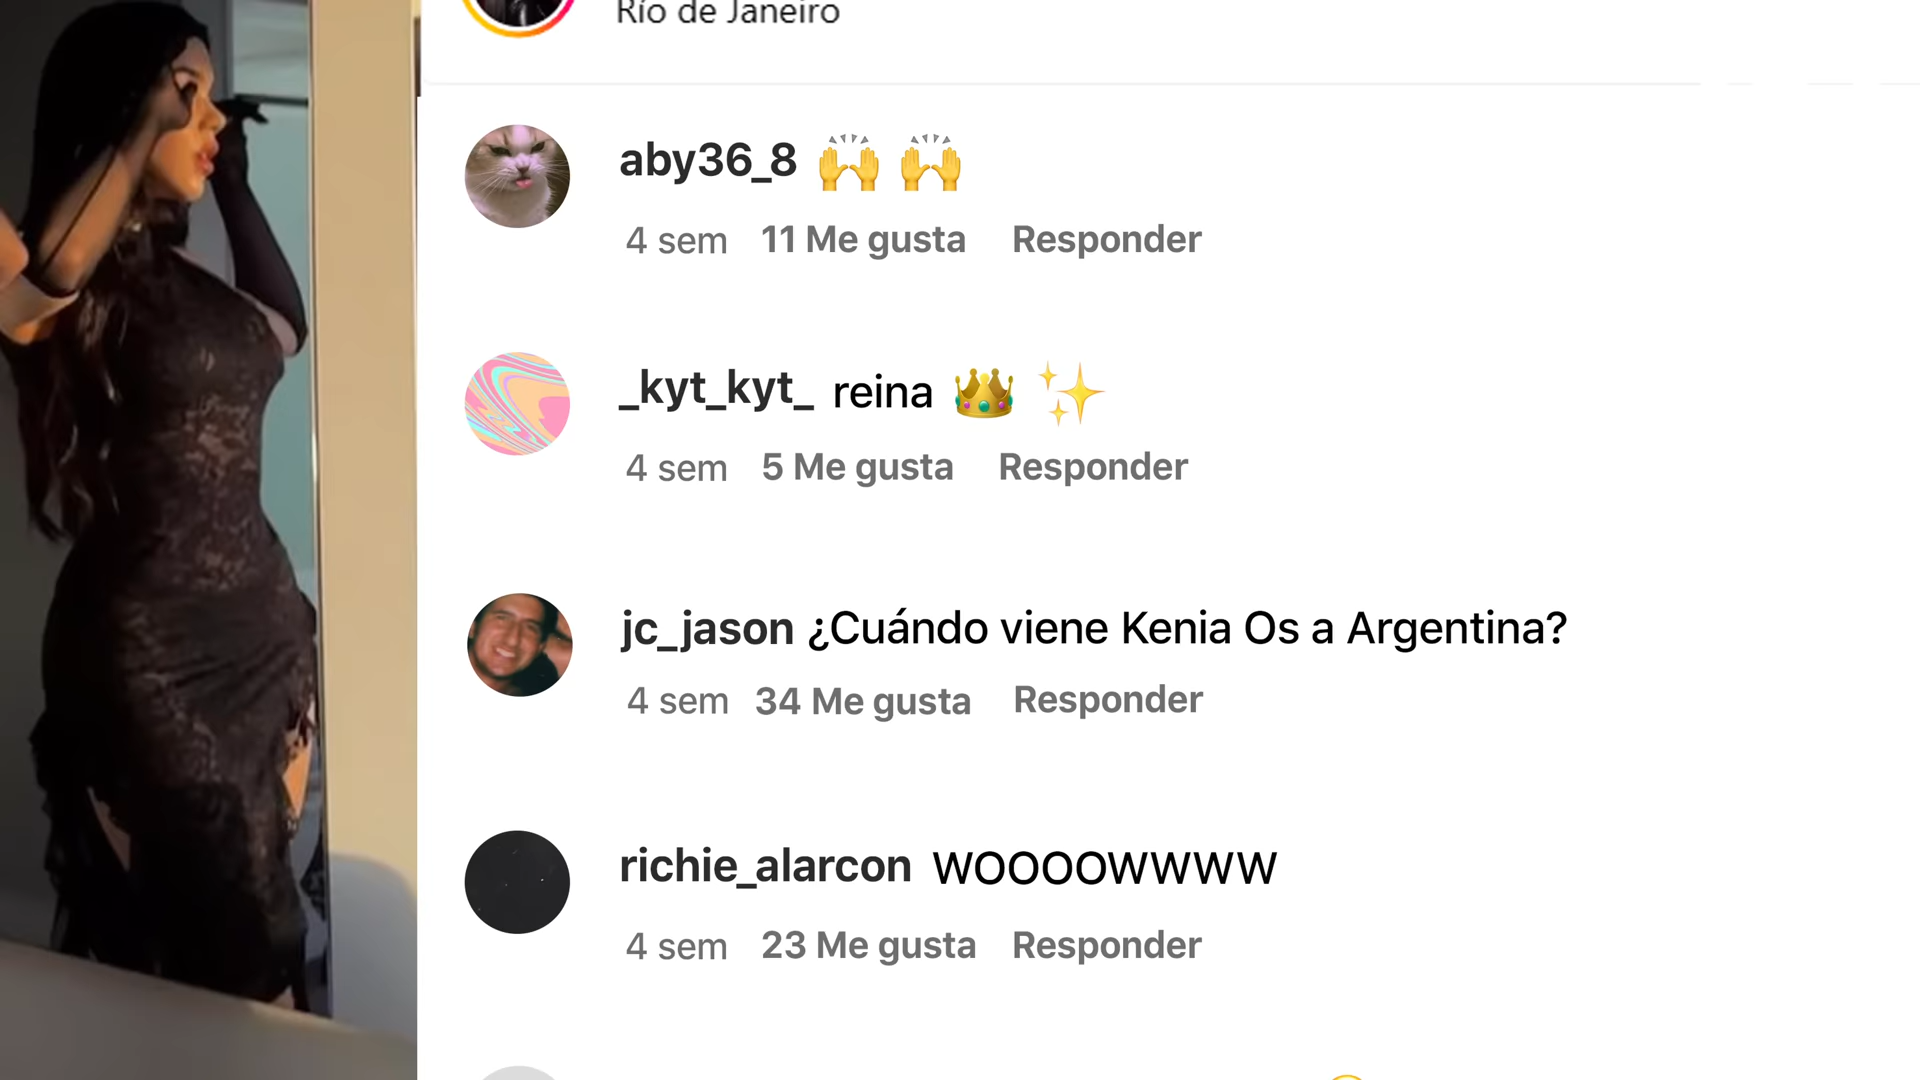 Río de Janeiro
aby36_8 🙌 🙌
4 sem 11 Me gusta Responder
_kyt_kyt_ reina 👑 ✨
4 sem 5 Me gusta Responder
jc_jason ¿Cuándo viene Kenia Os a Argentina?
4 sem 34 Me gusta Responder
richie_alarcon WOOOOWWWW
4 sem 23 Me gusta Responder